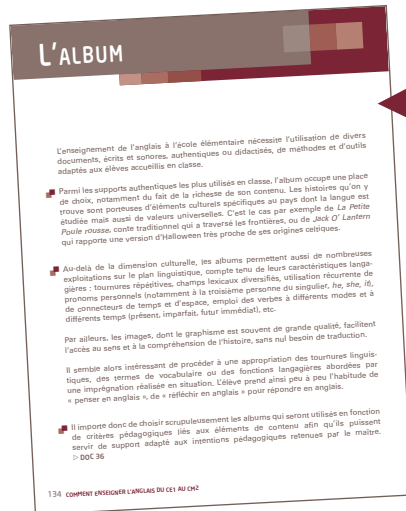 L'ALBUM
L'enseignement de l'anglais à l'école élémentaire nécessite l'utilisation de divers
documents, écrits et sonores, authentiques ou didactisés, de méthodes et d'outils
adaptés aux élèves accueillis en classe.
Parmi les supports authentiques les plus utilisés en classe, l'album occupe une place
de choix, notamment du fait de la richesse de son contenu. Les histoires qu'on y
trouve sont porteuses d'éléments culturels spécifiques au pays dont la langue est
étudiée mais aussi de valeurs universelles. C'est le cas par exemple de La Petite
Poule rousse, conte traditionnel qui a traversé les frontières, ou de Jack O' Lantern
qui rapporte une version d'Halloween très proche de ses origines celtiques.
Au-delà de la dimension culturelle, les albums permettent aussi de nombreuses
exploitations sur le plan linguistique, compte tenu de leurs caractéristiques langa-
gières : tournures répétitives, champs lexicaux diversifiés, utilisation récurrente de
pronoms personnels (notamment à la troisième personne du singulier, he, she, it),
de connecteurs de temps et d'espace, emploi des verbes à différents modes et à
différents temps (présent, imparfait, futur immédiat), etc.
Par ailleurs, les images, dont le graphisme est souvent de grande qualité, facilitent
l'accès au sens et à la compréhension de l'histoire, sans nul besoin de traduction.
Il semble alors intéressant de procéder à une appropriation des tournures linguis-
tiques, des termes de vocabulaire ou des fonctions langagières abordées par
une imprégnation réalisée en situation. L'élève prend ainsi peu à peu l'habitude de
« penser en anglais », de « réfléchir en anglais » pour répondre en anglais.
Il importe donc de choisir scrupuleusement les albums qui seront utilisés en fonction
de critères pédagogiques liés aux éléments de contenu afin qu'ils puissent
servir de support adapté aux intentions pédagogiques retenues par le maître.
▷ DOC 36
134 COMMENT ENSEIGNER L'ANGLAIS DU CE1 AU CM2